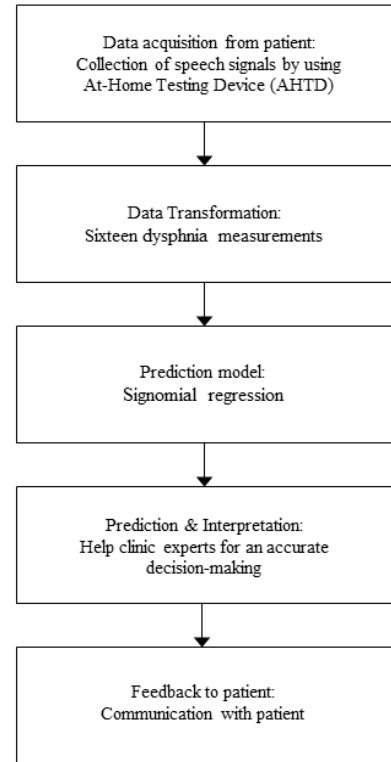 Data acquisition from patient:
Collection of speech signals by using
At-Home Testing Device (AHTD)
Data Transformation:
Sixteen dysphnia measurements
Prediction model:
Signomial regression
Prediction & Interpretation:
Help clinic experts for an accurate
decision-making
Feedback to patient:
Communication with patient